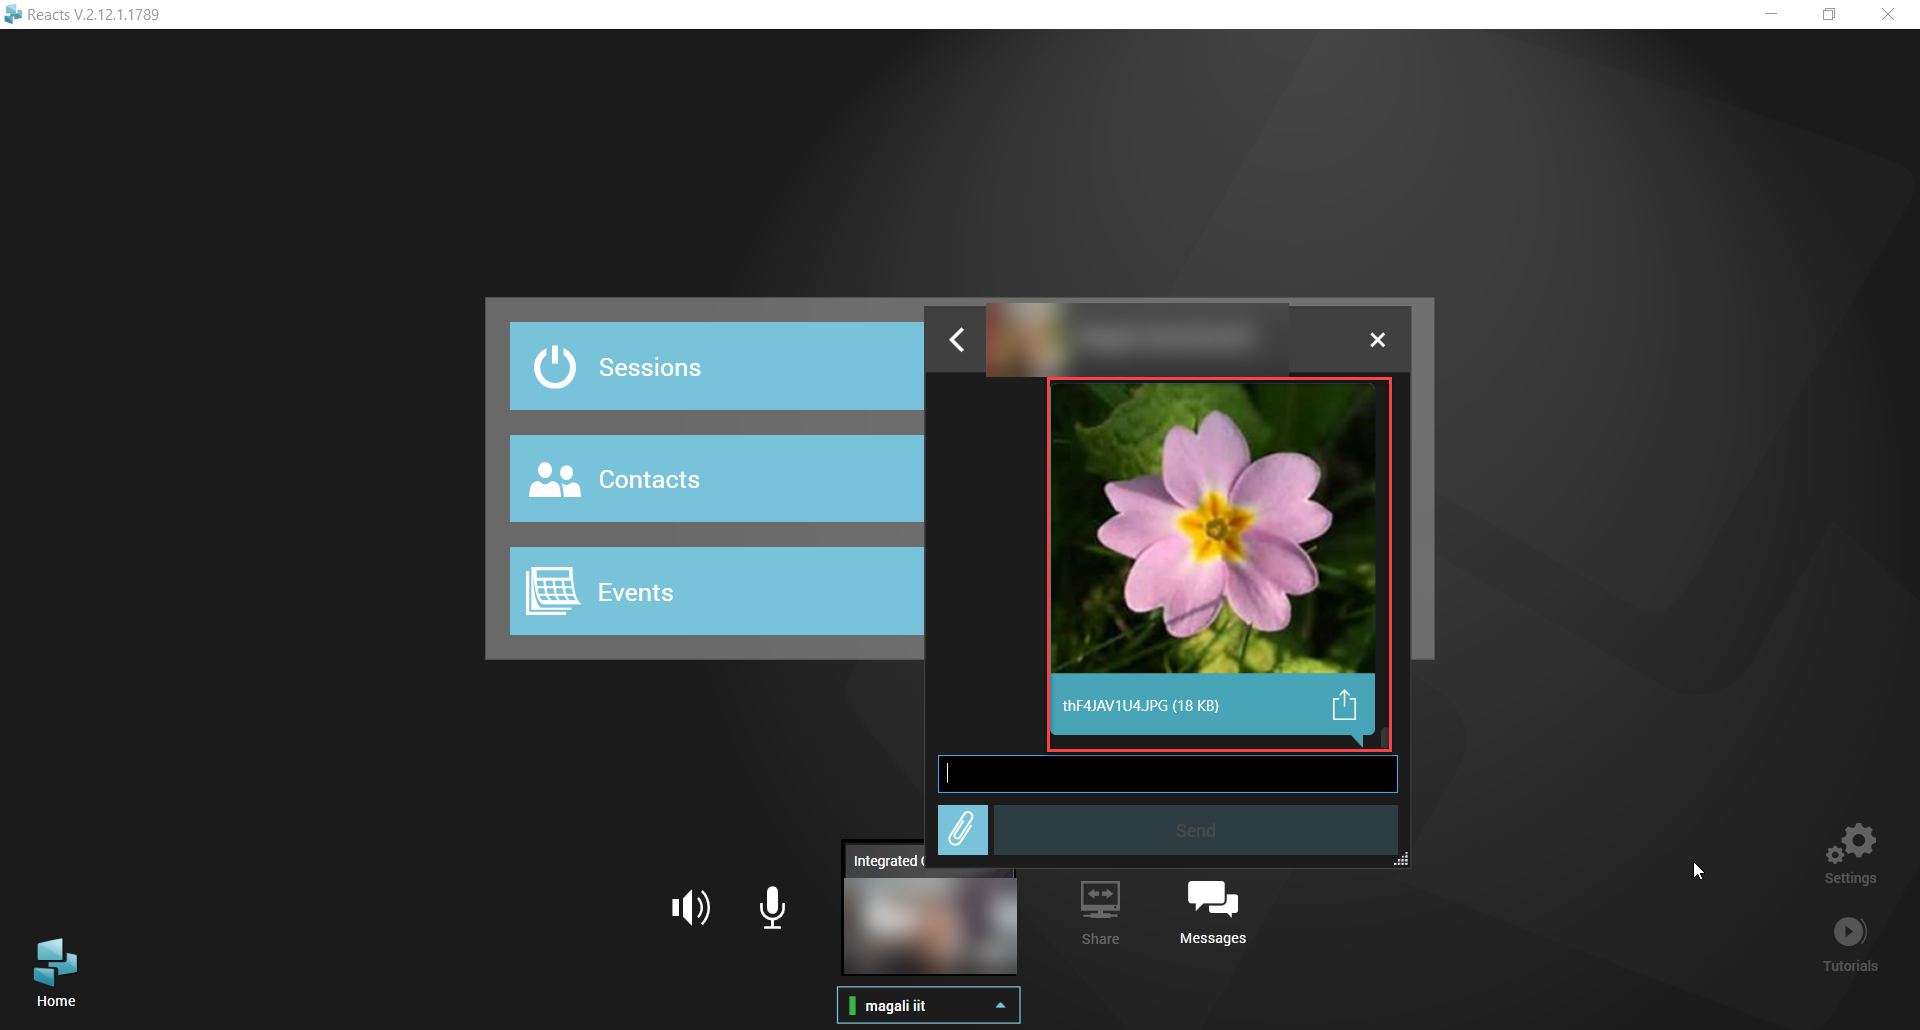 Reacts V.2.12.1.1789
Sessions
Contacts
Events
thF4JAV1U4.JPG (18 KB)
Send
Integrated
Share
Messages
Settings
Tutorials
Home
magali iit